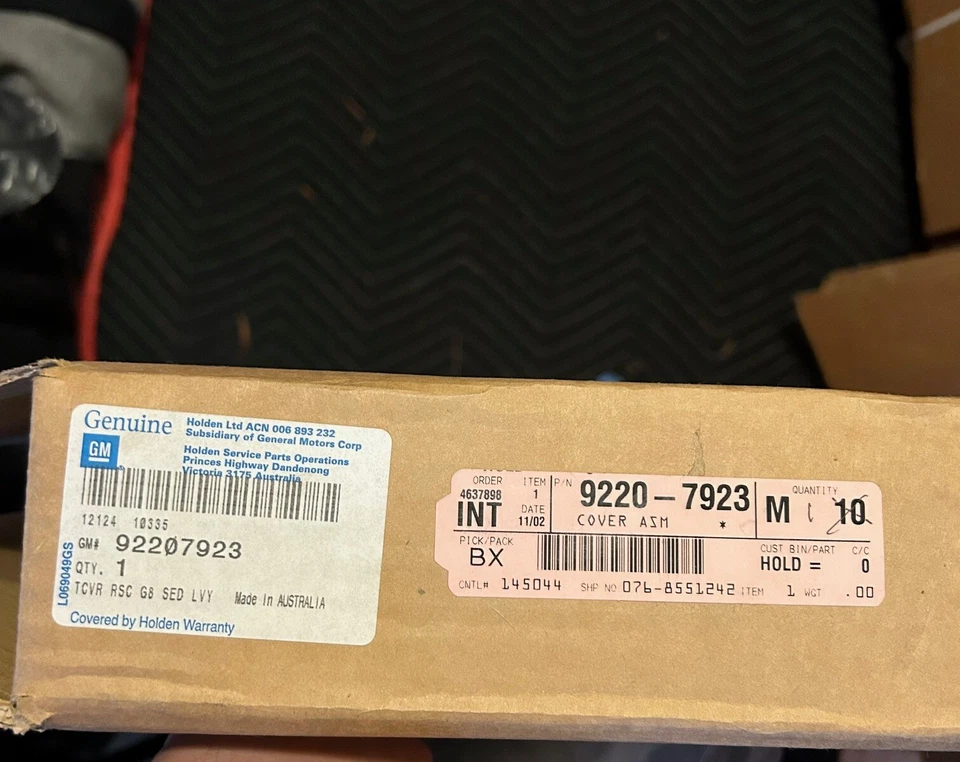 Genuine
Holden Ltd ACN 006 893 232
Subsidiary of General Motors Corp
GM
Holden Service Parts Operations
Princes Highway Dandenong
Victoria 3175 Australia
12124 10335
GM# 92207923
QTY. 1
TCVR RSC G8 SED LVY Made In AUSTRALIA
L069049GS
Covered by Holden Warranty
ORDER
4637898
INT
ITEM
1
DATE
11/02
P/N 9220-7923
COVER ASM *
M
QUANTITY
1 10
PICK/PACK
BX
CUST BIN/PART C/C
HOLD = 0
CNTL# 145044 SHP NO 076-8551242 ITEM 1 WGT .00